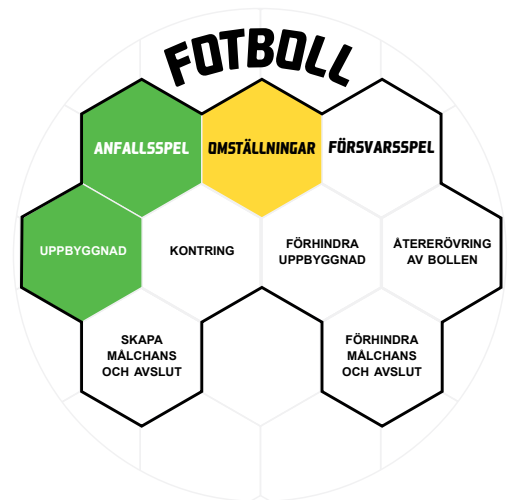 FOTBOLL
ANFALLSSPEL
OMSTÄLLNINGAR
FÖRSVARSSPEL
UPPBYGGNAD
KONTRING
FÖRHINDRA
UPPBYGGNAD
ÅTERERÖVRING
AV BOLLEN
SKAPA
MÅLCHANS
OCH AVSLUT
FÖRHINDRA
MÅLCHANS
OCH AVSLUT